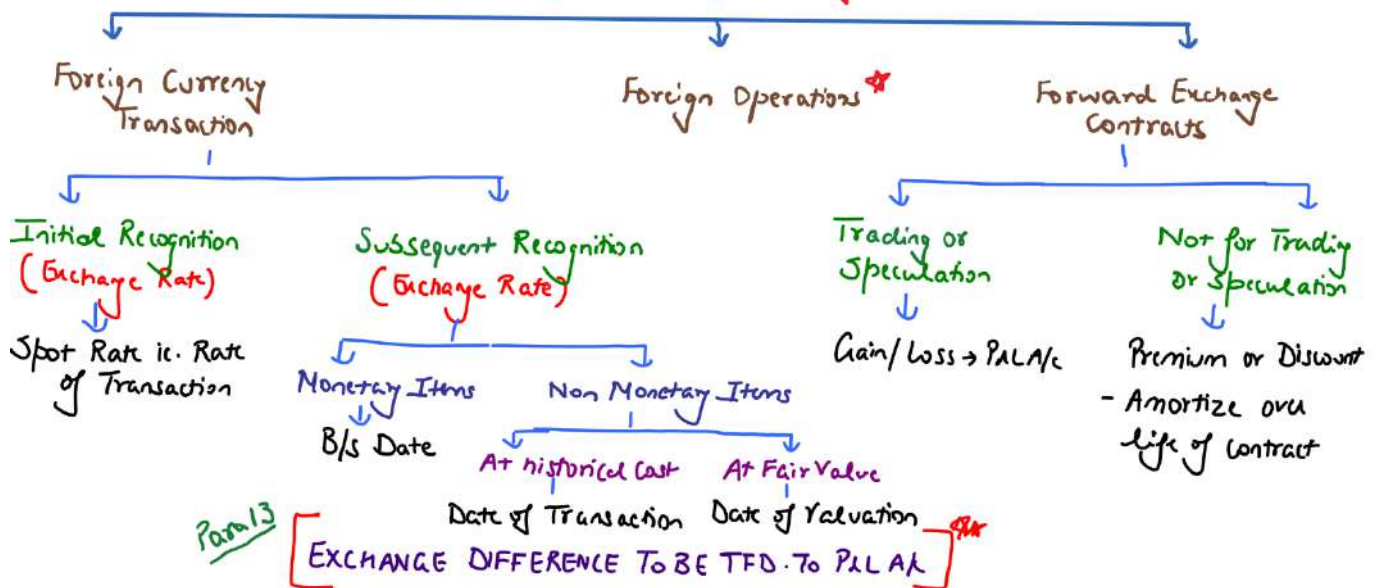 Foreign Currency
Transaction
Foreign Operations
Forward Exchange
Contracts
Initial Recognition
(Exchange Rate)
Subsequent Recognition
(Exchange Rate)
Trading or
Speculation
Not for Trading
or Speculation
Spot Rate ie. Rate
of Transaction
Monetary Items
Non Monetary Items
Gain/Loss → P&L A/c
Premium or Discount
- Amortize over
life of contract
B/s Date
At historical Cost
At Fair Value
Date of Transaction
Date of Valuation
Para 13
EXCHANGE DIFFERENCE TO BE TFD. TO P&L A/c